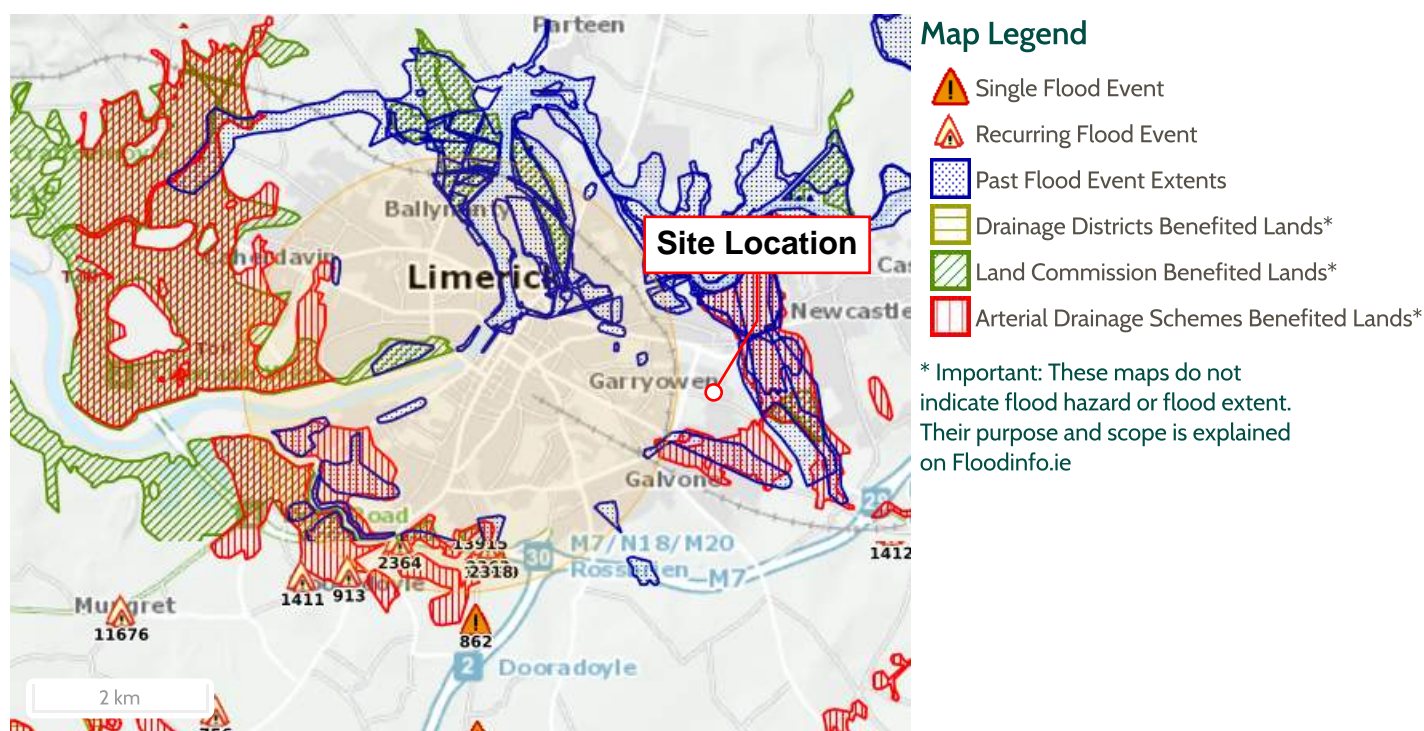 Parteen
Limerick
Site Location
Newcastle
Garryowen
Galvone
29
1412
Road
13915
2364
30
M7/N18/M20
M7
1411
913
Mungret
11676
862
2
Dooradoyle
2 km
Map Legend
Single Flood Event
Recurring Flood Event
Past Flood Event Extents
Drainage Districts Benefited Lands*
Land Commission Benefited Lands*
Arterial Drainage Schemes Benefited Lands*
* Important: These maps do not
indicate flood hazard or flood extent.
Their purpose and scope is explained
on Floodinfo.ie